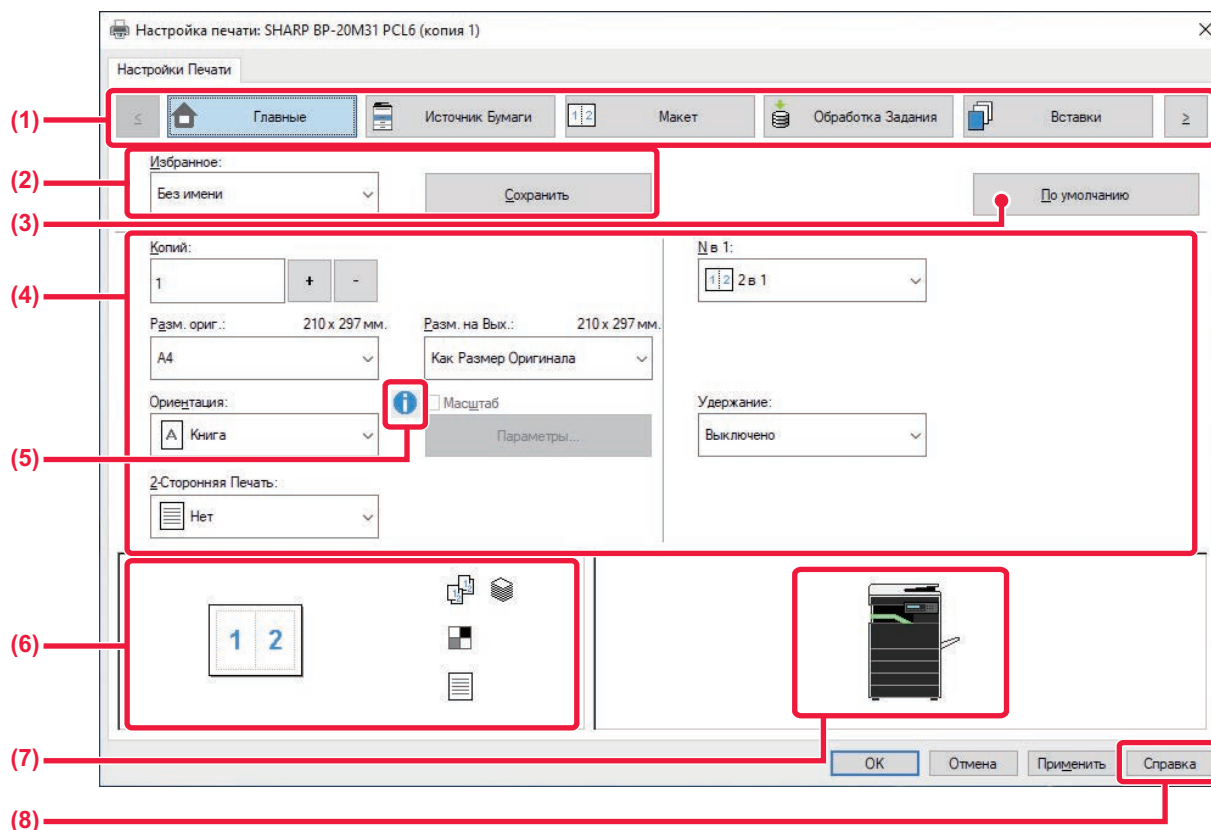 Настройка печати: SHARP BP-20M31 PCL6 (копия 1)
Настройки Печати
(1)
<
Главные
Источник Бумаги
1 2
Макет
Обработка Задания
Вставки
>
Избранное:
(2)
Без имени
Сохранить
По умолчанию
(3)
Копий:
N в 1:
(4)
1
+
-
1 2 2 в 1
Разм. ориг.: 210 x 297 мм.
Разм. на Вых.: 210 x 297 мм.
A4
Как Размер Оригинала
Ориентация:
i
Масштаб
Удержание:
A Книга
Параметры...
Выключено
(5)
2-Сторонняя Печать:
Нет
(6)
1 2
(7)
OK
Отмена
Применить
Справка
(8)